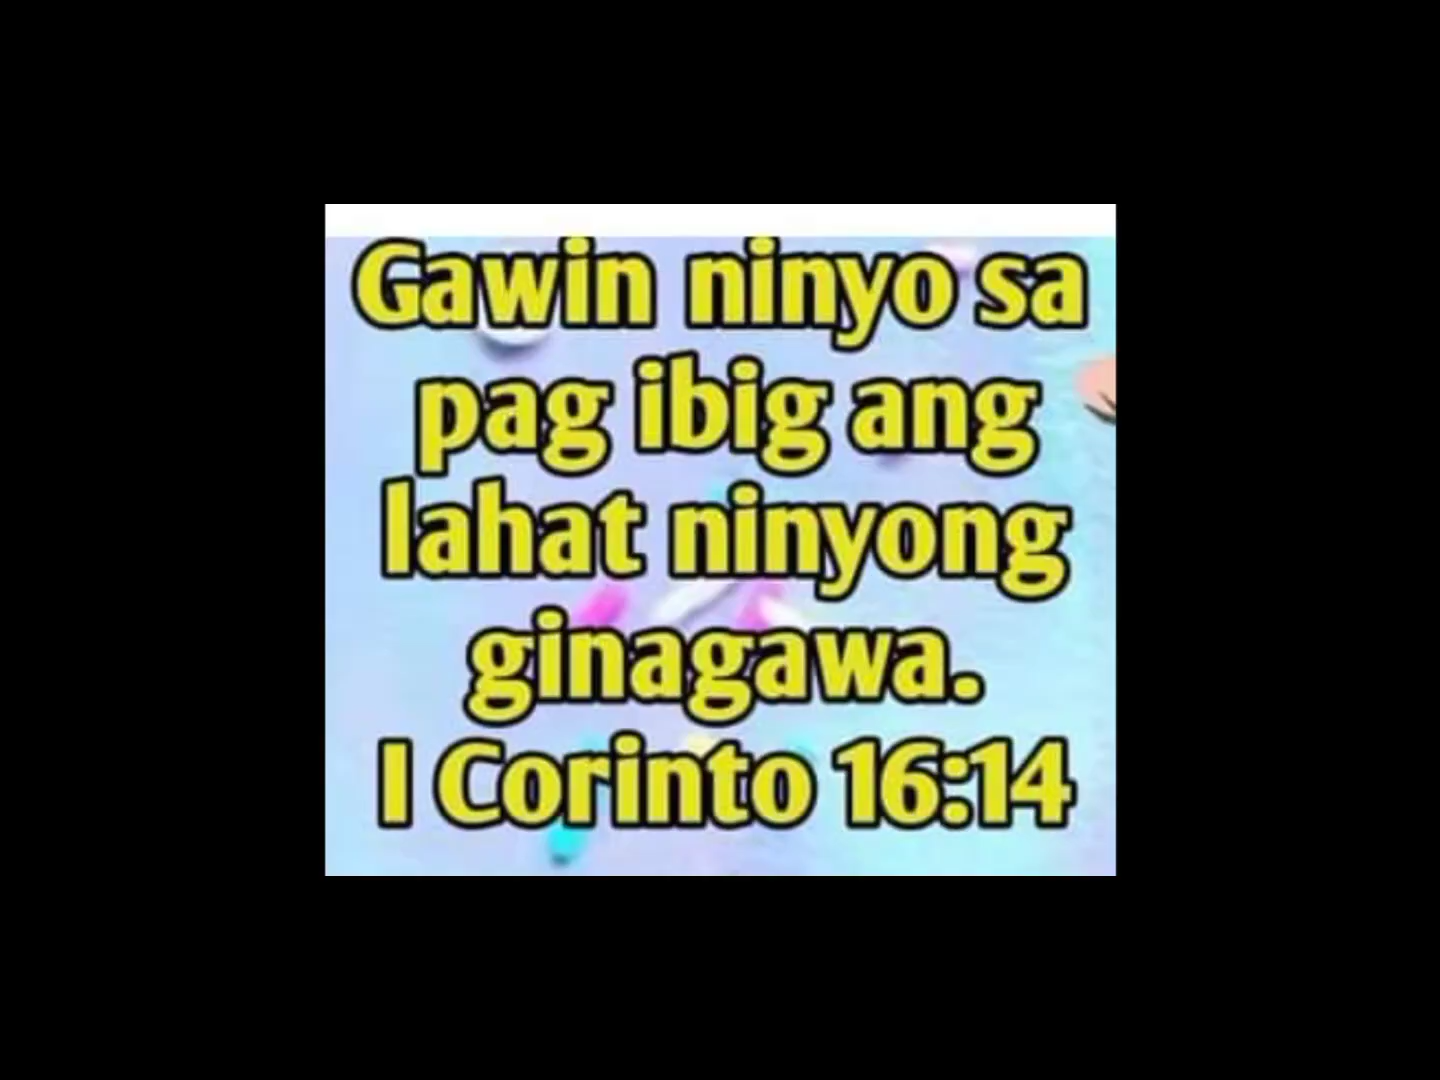 Gawin ninyo sa
pag ibig ang
lahat ninyong
ginagawa.
I Corinto 16:14